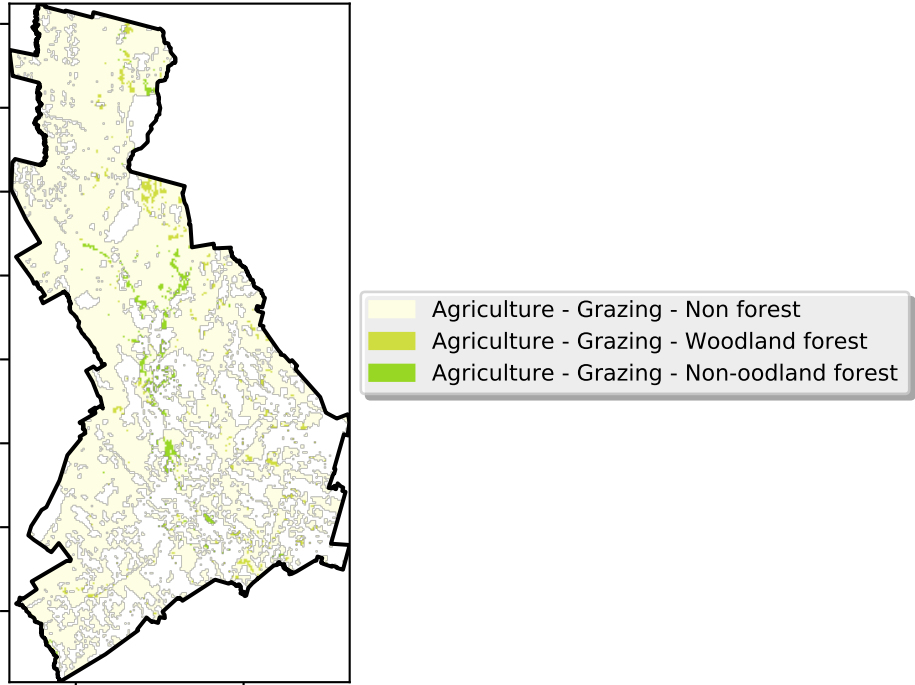 Agriculture - Grazing - Non forest
Agriculture - Grazing - Woodland forest
Agriculture - Grazing - Non-oodland forest